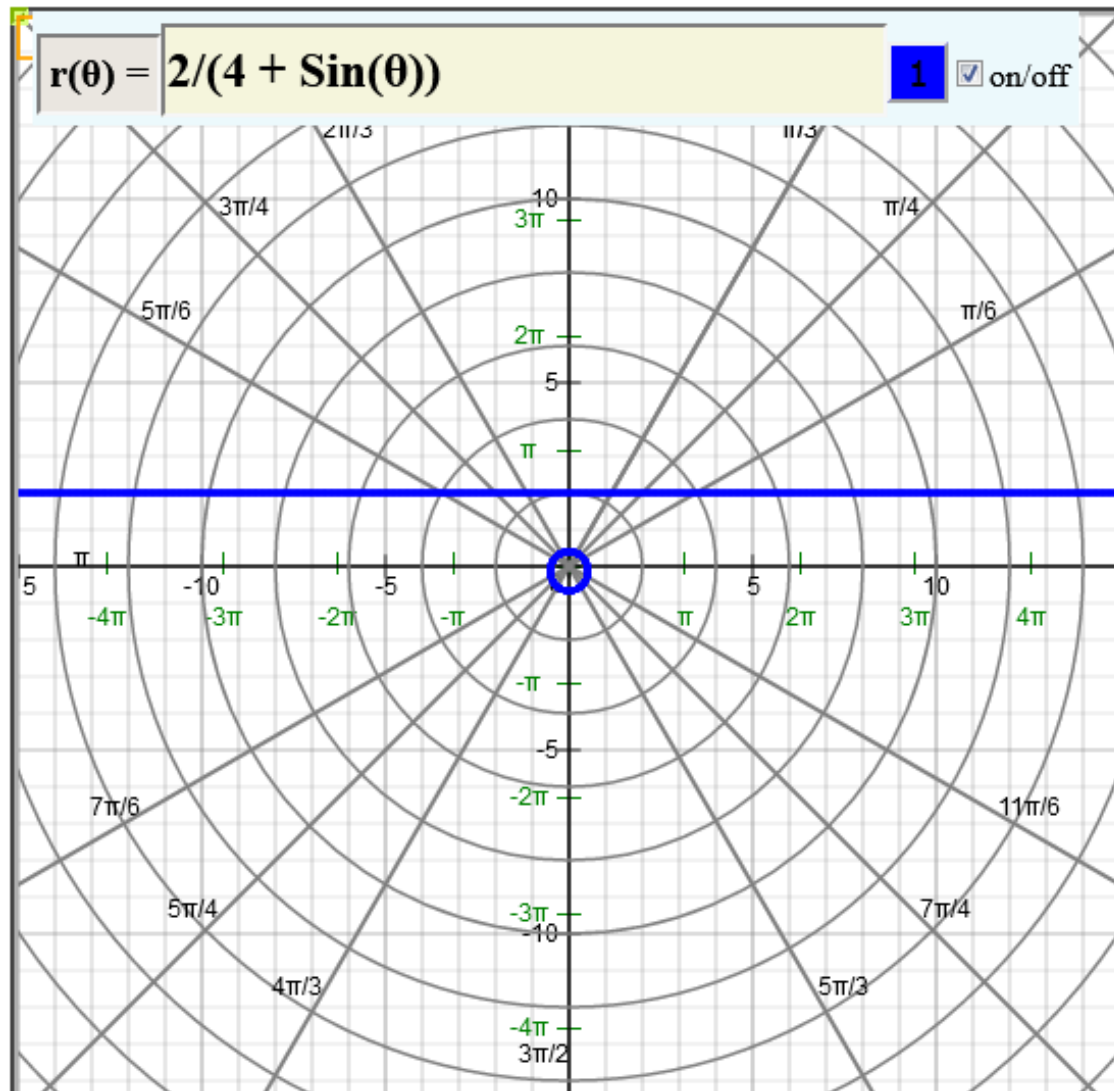 r(θ) = 2/(4 + Sin(θ)) 1 on/off
2π/3 π/3
3π/4 10 π/4
3π
5π/6 π/6
2π
5
π
π
5 -10 -5 5 10
-4π -3π -2π -π π 2π 3π 4π
-π
-5
-2π
7π/6 11π/6
5π/4 -3π 7π/4
-10
4π/3 5π/3
-4π
3π/2